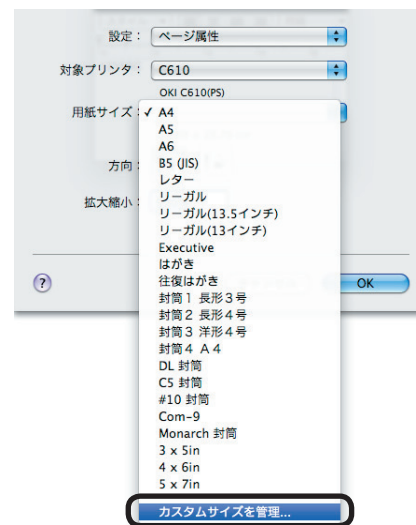 設定： ページ属性
対象プリンタ： C610
OKI C610(PS)
用紙サイズ： ✓ A4
A5
A6
方向： B5 (JIS)
レター
拡大縮小： リーガル
リーガル(13.5インチ)
リーガル(13インチ)
Executive
はがき
? 往復はがき OK
封筒1 長形3号
封筒2 長形4号
封筒3 洋形4号
封筒4 A4
DL 封筒
C5 封筒
#10 封筒
Com-9
Monarch 封筒
3 x 5in
4 x 6in
5 x 7in
カスタムサイズを管理...